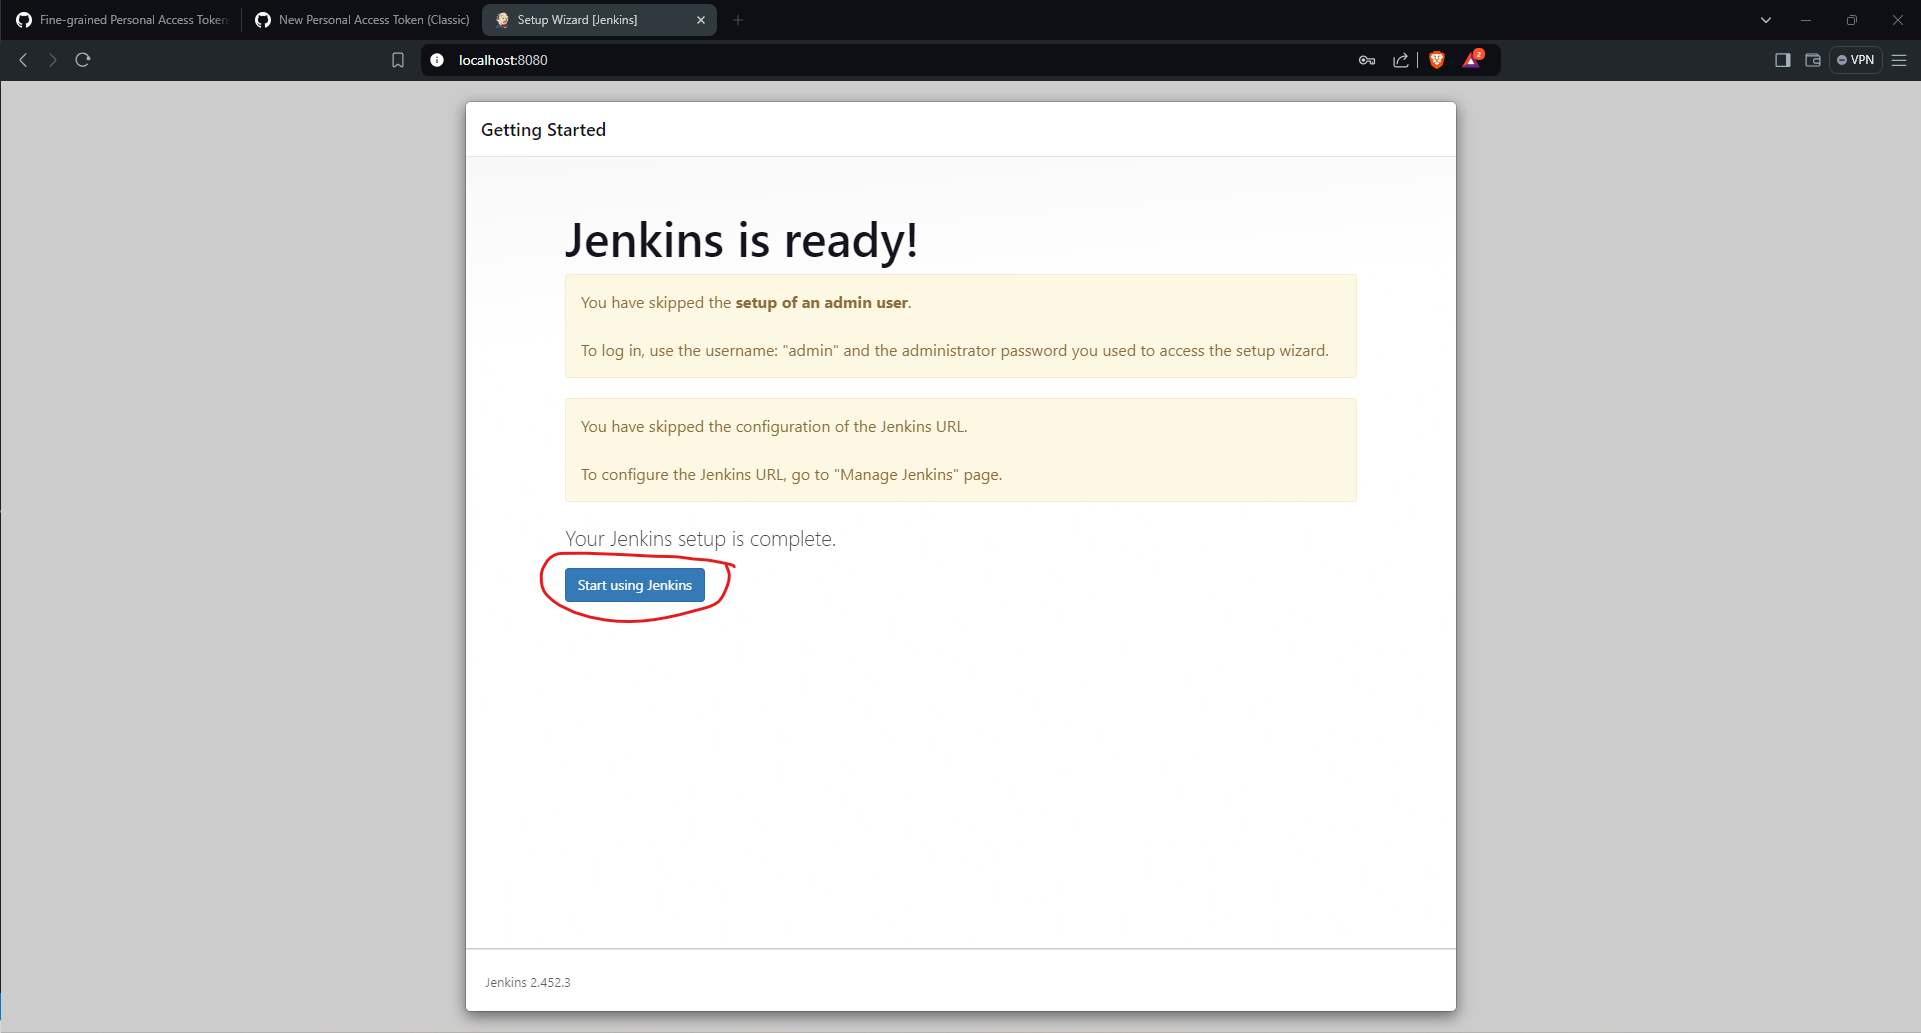 Fine-grained Personal Access Token
New Personal Access Token (Classic)
Setup Wizard [Jenkins]
localhost:8080
2
VPN
Getting Started
Jenkins is ready!
You have skipped the setup of an admin user.
To log in, use the username: "admin" and the administrator password you used to access the setup wizard.
You have skipped the configuration of the Jenkins URL.
To configure the Jenkins URL, go to "Manage Jenkins" page.
Your Jenkins setup is complete.
Start using Jenkins
Jenkins 2.452.3